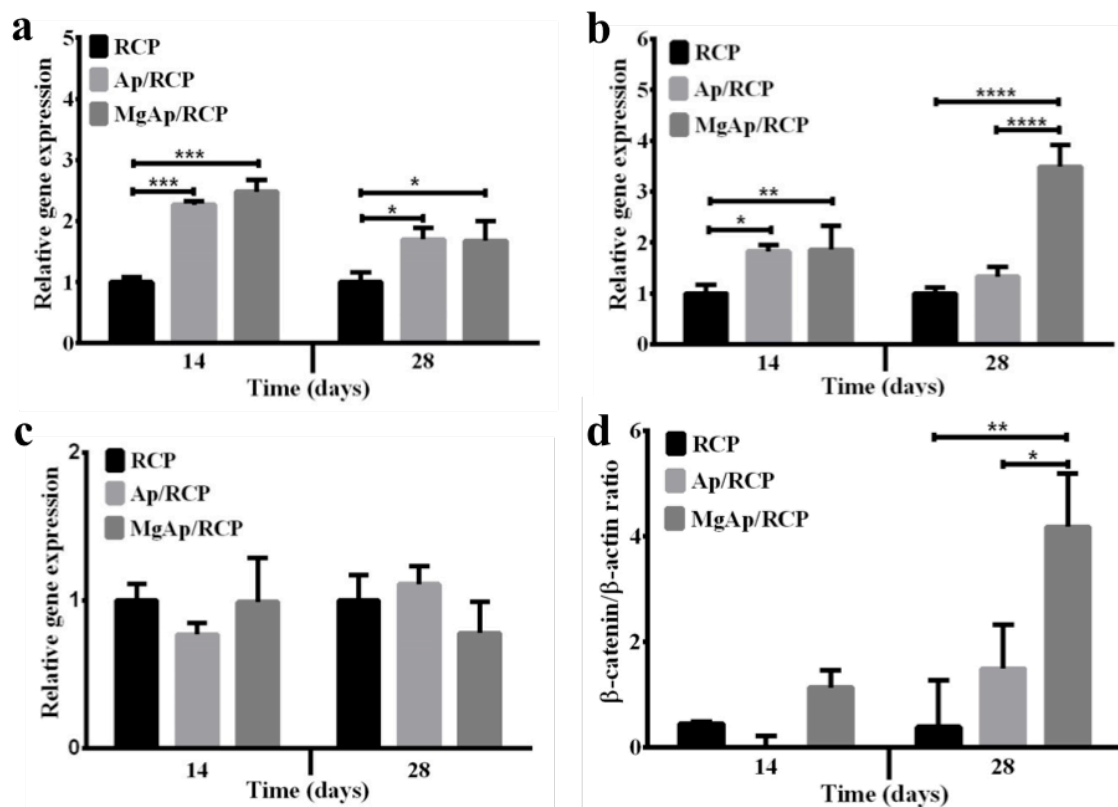 a
5
4
3
2
1
0
Relative gene expression
RCP
Ap/RCP
MgAp/RCP
***
***
*
*
14
28
Time (days)
b
6
5
4
3
2
1
0
Relative gene expression
RCP
Ap/RCP
MgAp/RCP
**
*
****
****
14
28
Time (days)
c
2
1
0
Relative gene expression
RCP
Ap/RCP
MgAp/RCP
14
28
Time (days)
d
6
4
2
0
β-catenin/β-actin ratio
RCP
Ap/RCP
MgAp/RCP
**
*
14
28
Time (days)